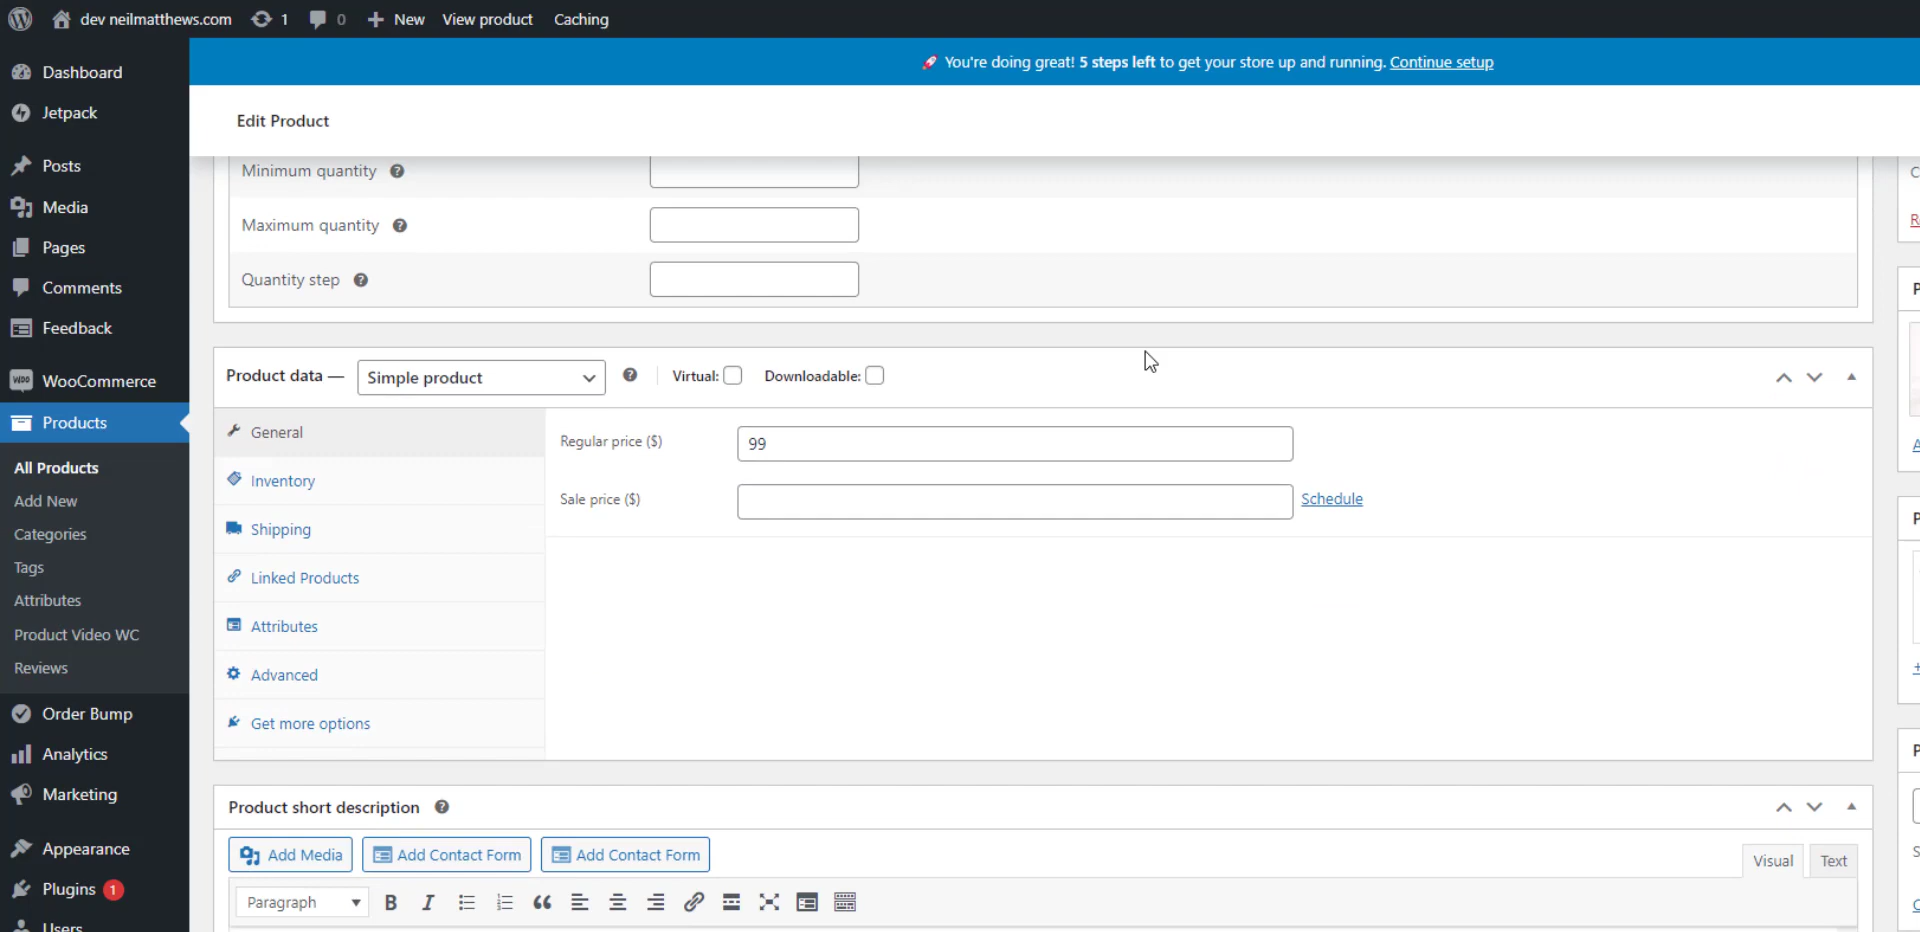 dev neilmatthews.com 1 0 New View product Caching
🚀 You're doing great! 5 steps left to get your store up and running. Continue setup
Edit Product
Dashboard
Jetpack
Posts
Media
Pages
Comments
Feedback
WooCommerce
Products
All Products
Add New
Categories
Tags
Attributes
Product Video WC
Reviews
Order Bump
Analytics
Marketing
Appearance
Plugins 1
Users
Minimum quantity
Maximum quantity
Quantity step
Product data — Simple product Virtual: Downloadable:
General
Inventory
Shipping
Linked Products
Attributes
Advanced
Get more options
Regular price ($) 99
Sale price ($) Schedule
Product short description
Add Media Add Contact Form Add Contact Form
Visual Text
Paragraph